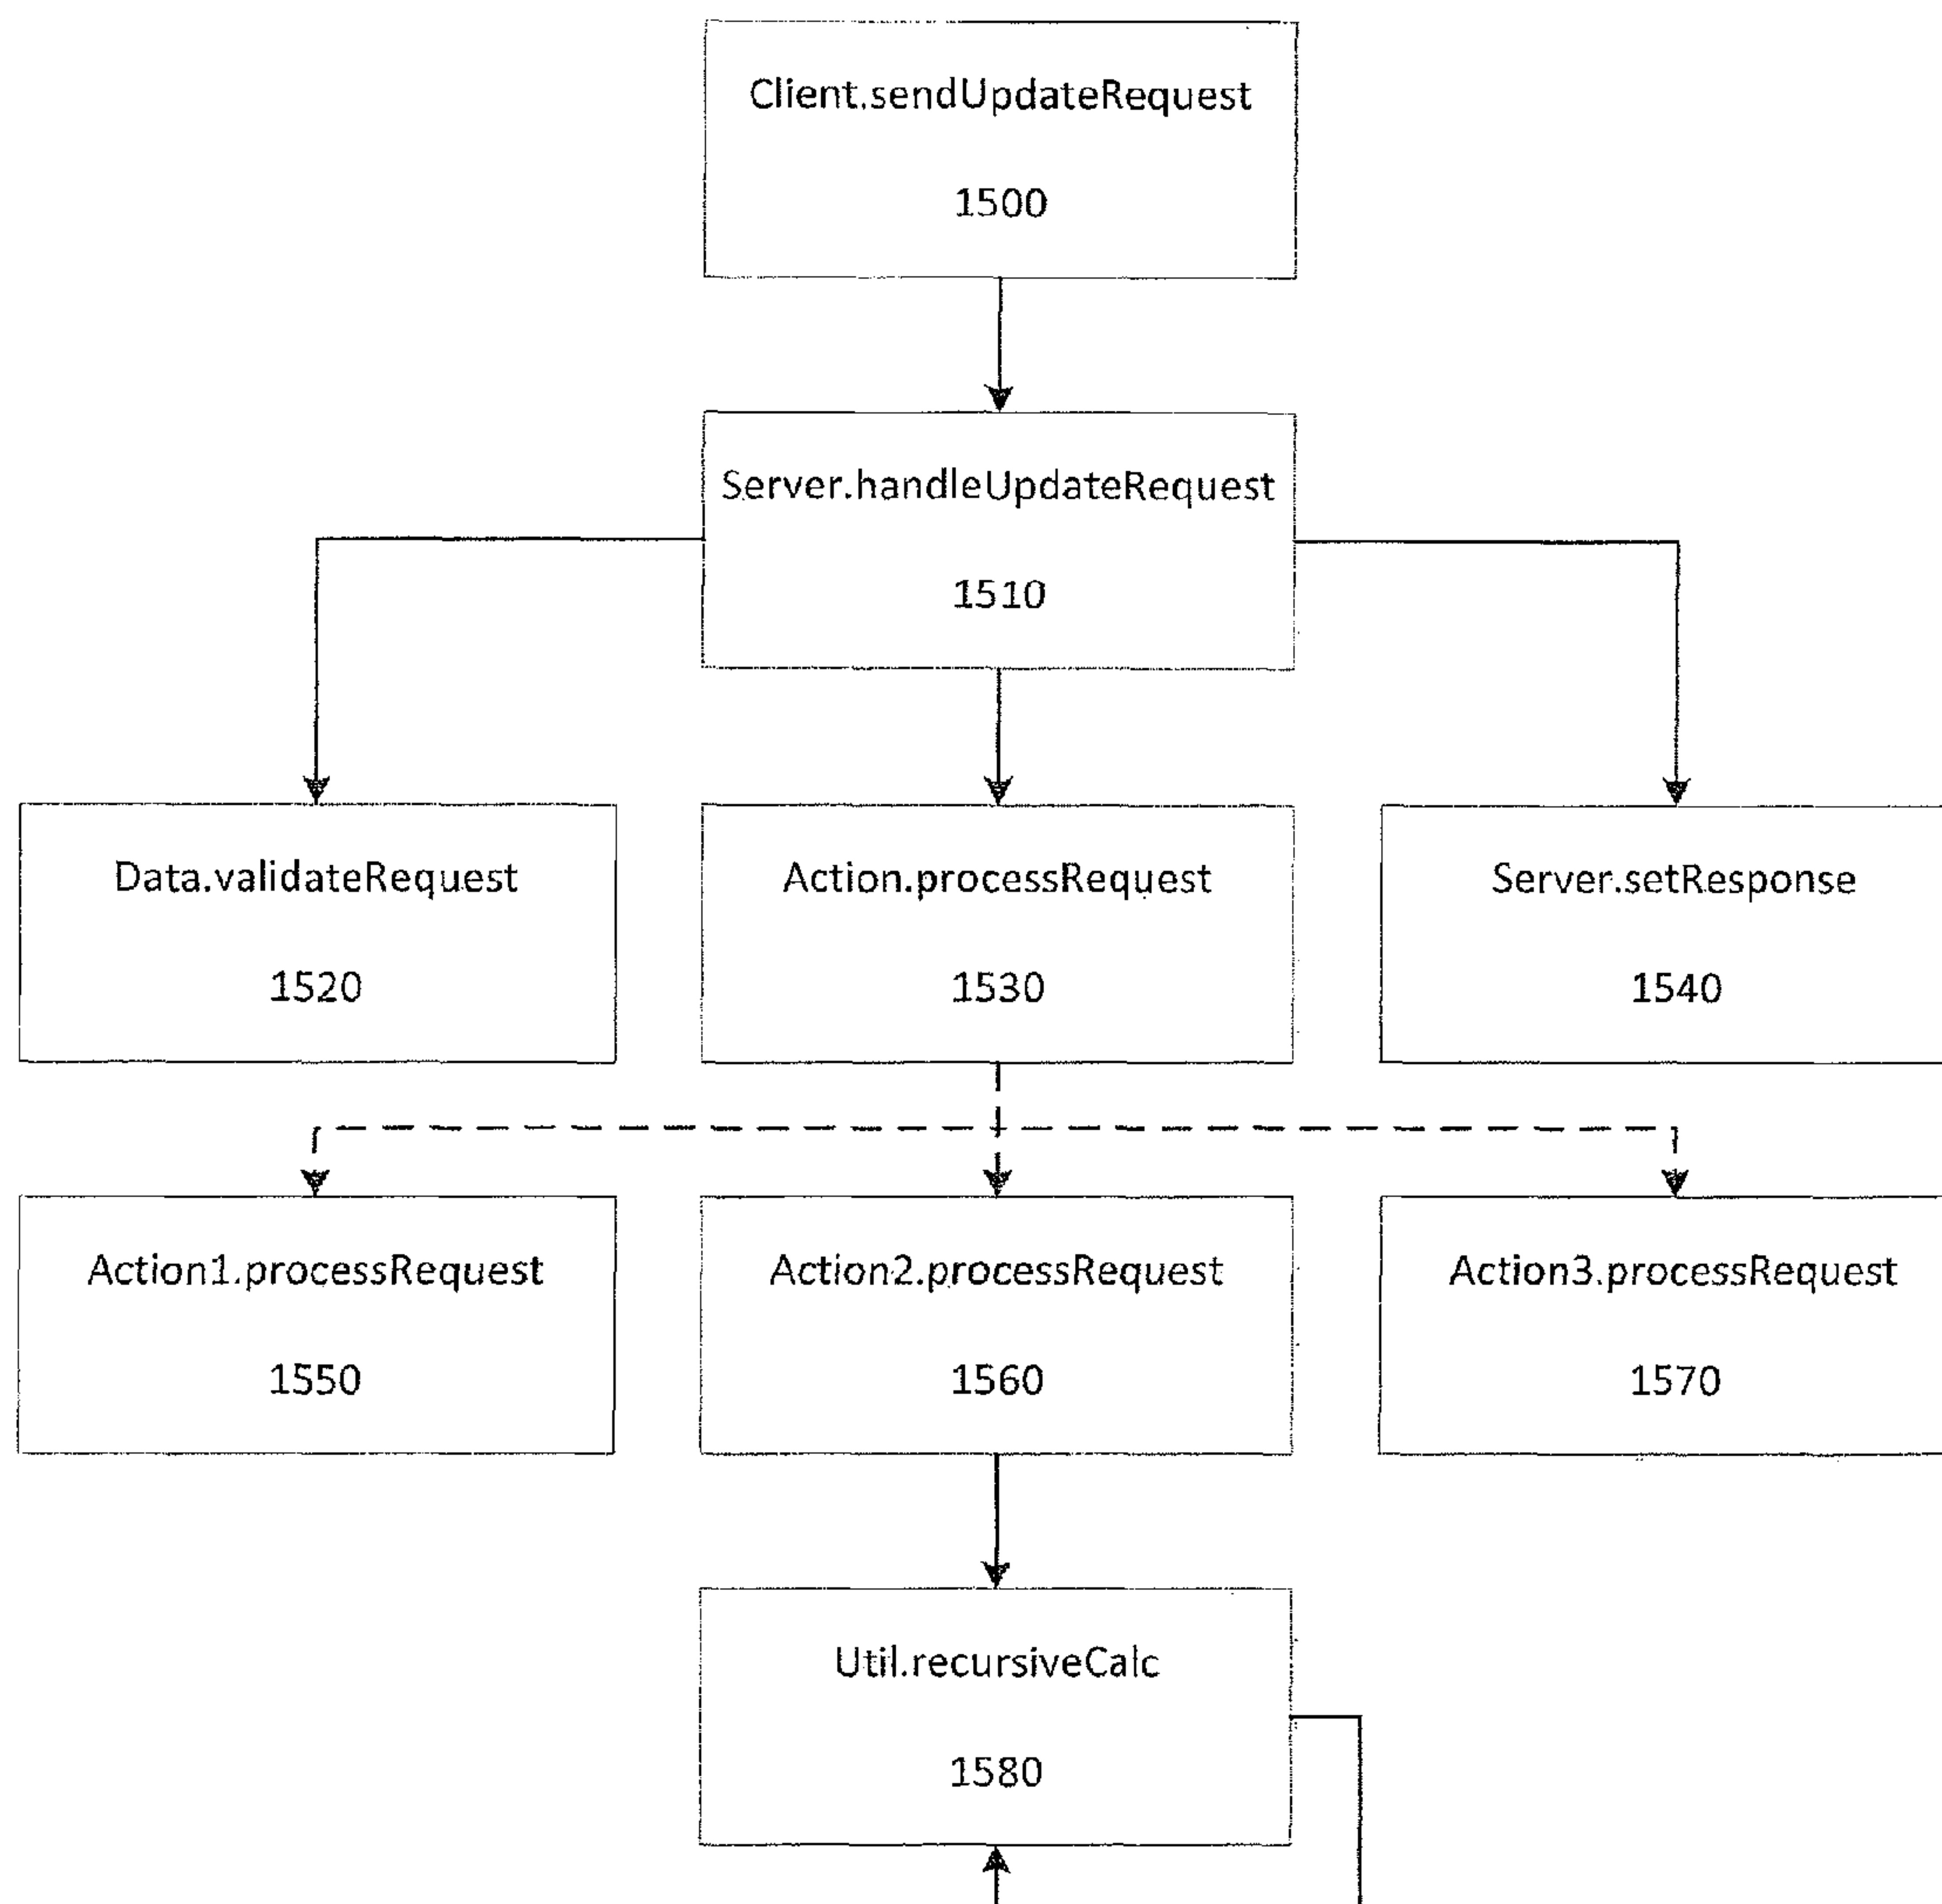 Client.sendUpdateRequest
1500
Server.handleUpdateRequest
1510
Data.validateRequest
1520
Action.processRequest
1530
Server.setResponse
1540
Action1.processRequest
1550
Action2.processRequest
1560
Action3.processRequest
1570
Util.recursiveCalc
1580